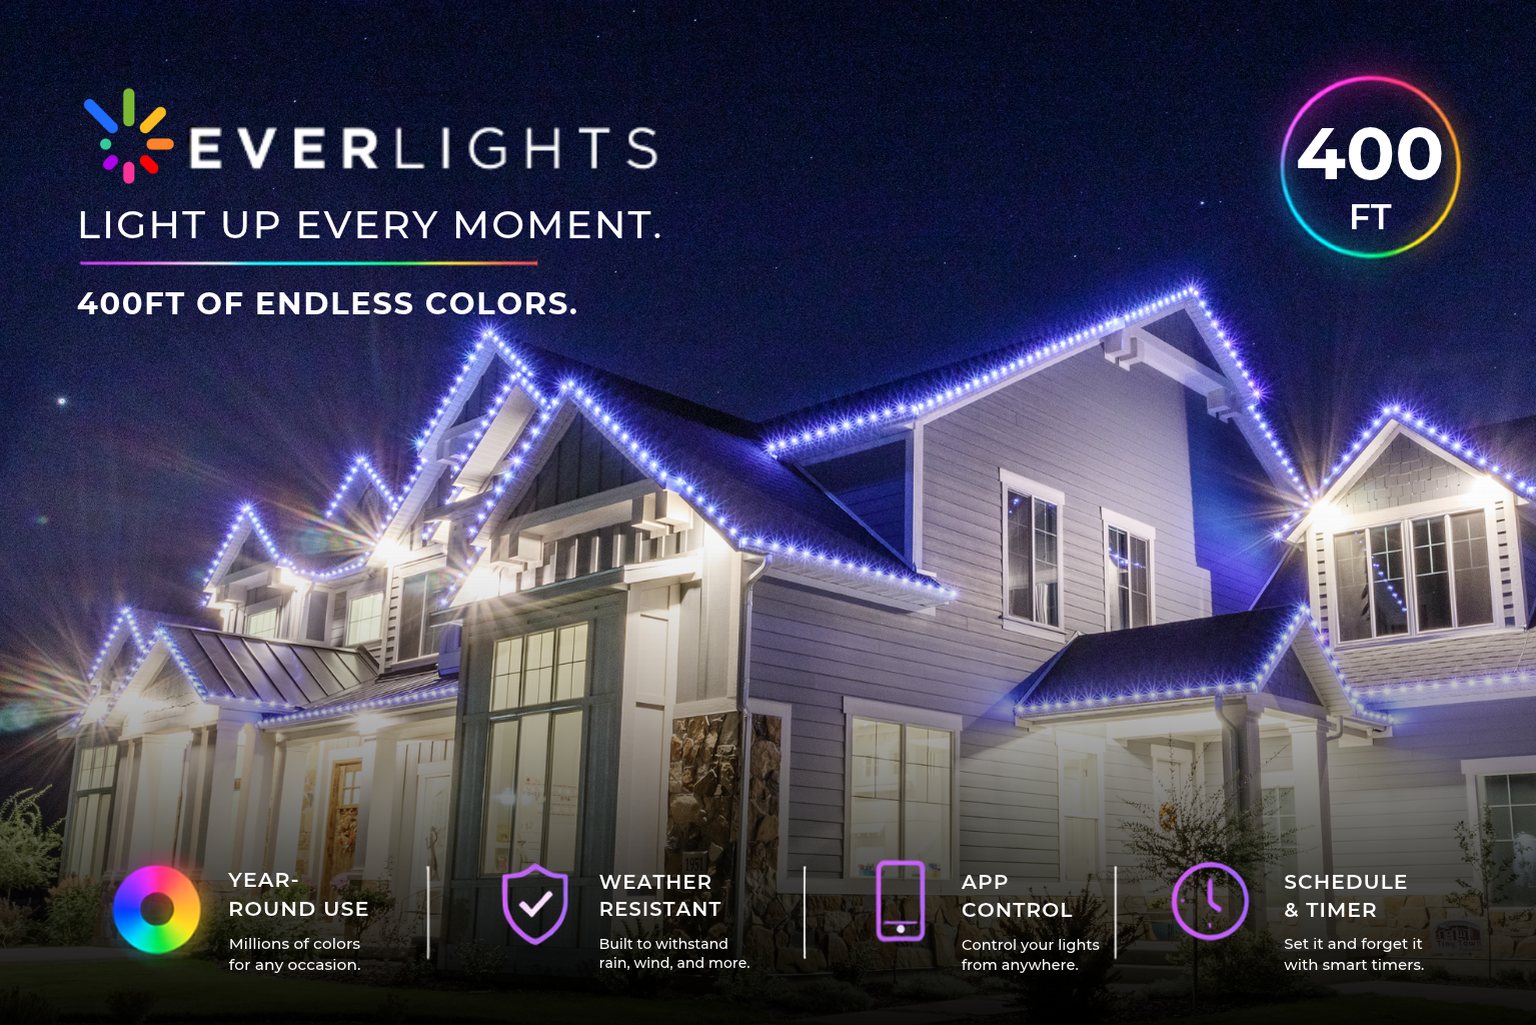 EVERLIGHTS
LIGHT UP EVERY MOMENT.
400FT OF ENDLESS COLORS.
400
FT
YEAR-
ROUND USE
Millions of colors
for any occasion.
WEATHER
RESISTANT
Built to withstand
rain, wind, and more.
APP
CONTROL
Control your lights
from anywhere.
SCHEDULE
& TIMER
Set it and forget it
with smart timers.